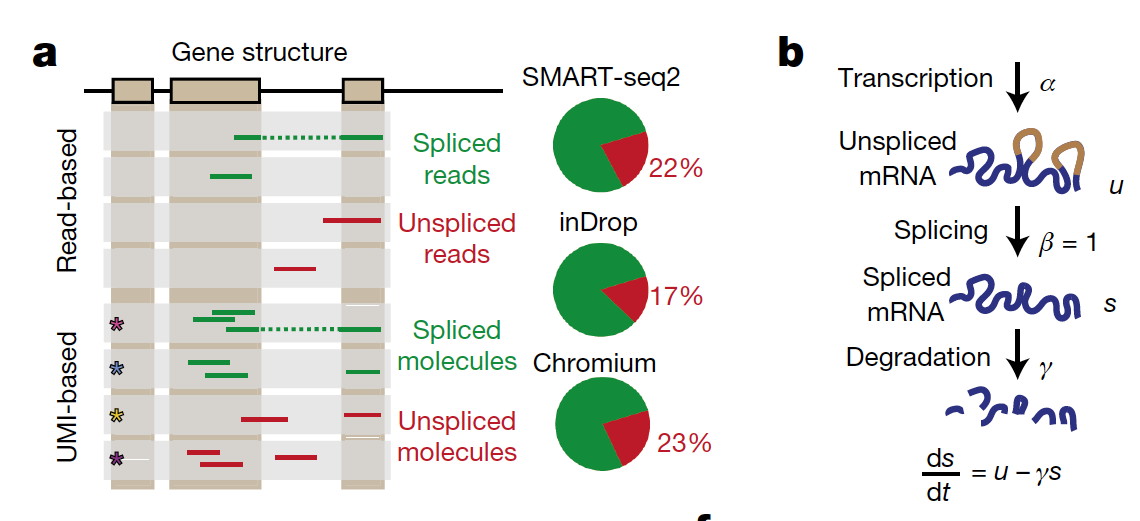 a
Gene structure
Read-based
UMI-based
*
*
*
*
Spliced
reads
Unspliced
reads
Spliced
molecules
Unspliced
molecules
SMART-seq2
22%
inDrop
17%
Chromium
23%
b
Transcription
α
Unspliced
mRNA
u
Splicing
β = 1
Spliced
mRNA
s
Degradation
γ
ds
dt
= u − γs